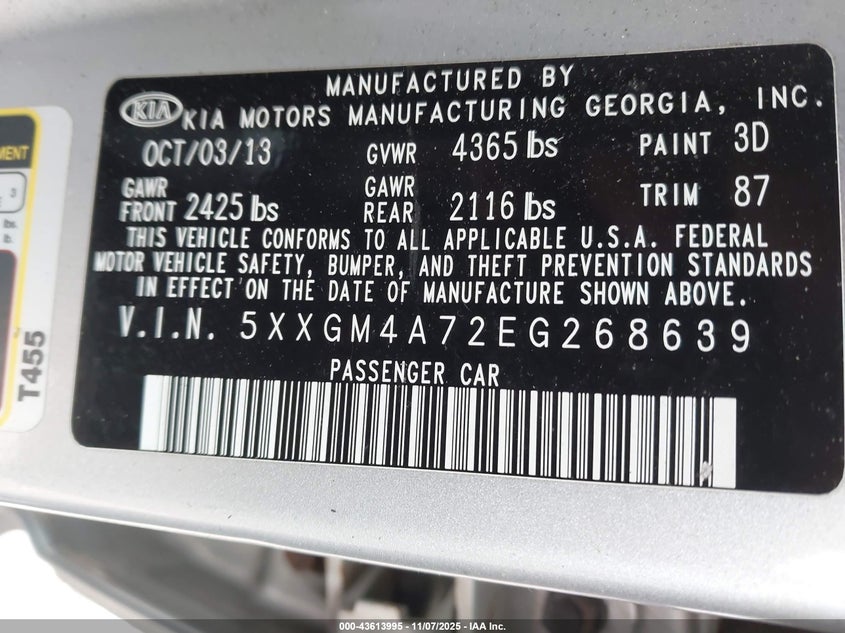 MANUFACTURED BY
KIA KIA MOTORS MANUFACTURING GEORGIA, INC.
OCT/03/13 GVWR 4365 lbs PAINT 3D
GAWR FRONT 2425 lbs GAWR REAR 2116 lbs TRIM 87
THIS VEHICLE CONFORMS TO ALL APPLICABLE U.S.A. FEDERAL
MOTOR VEHICLE SAFETY, BUMPER, AND THEFT PREVENTION STANDARDS
IN EFFECT ON THE DATE OF MANUFACTURE SHOWN ABOVE.
V.I.N. 5XXGM4A72EG268639
PASSENGER CAR
3
lbs.
b.
T455
000-43613995 - 11/07/2025 - IAA Inc.